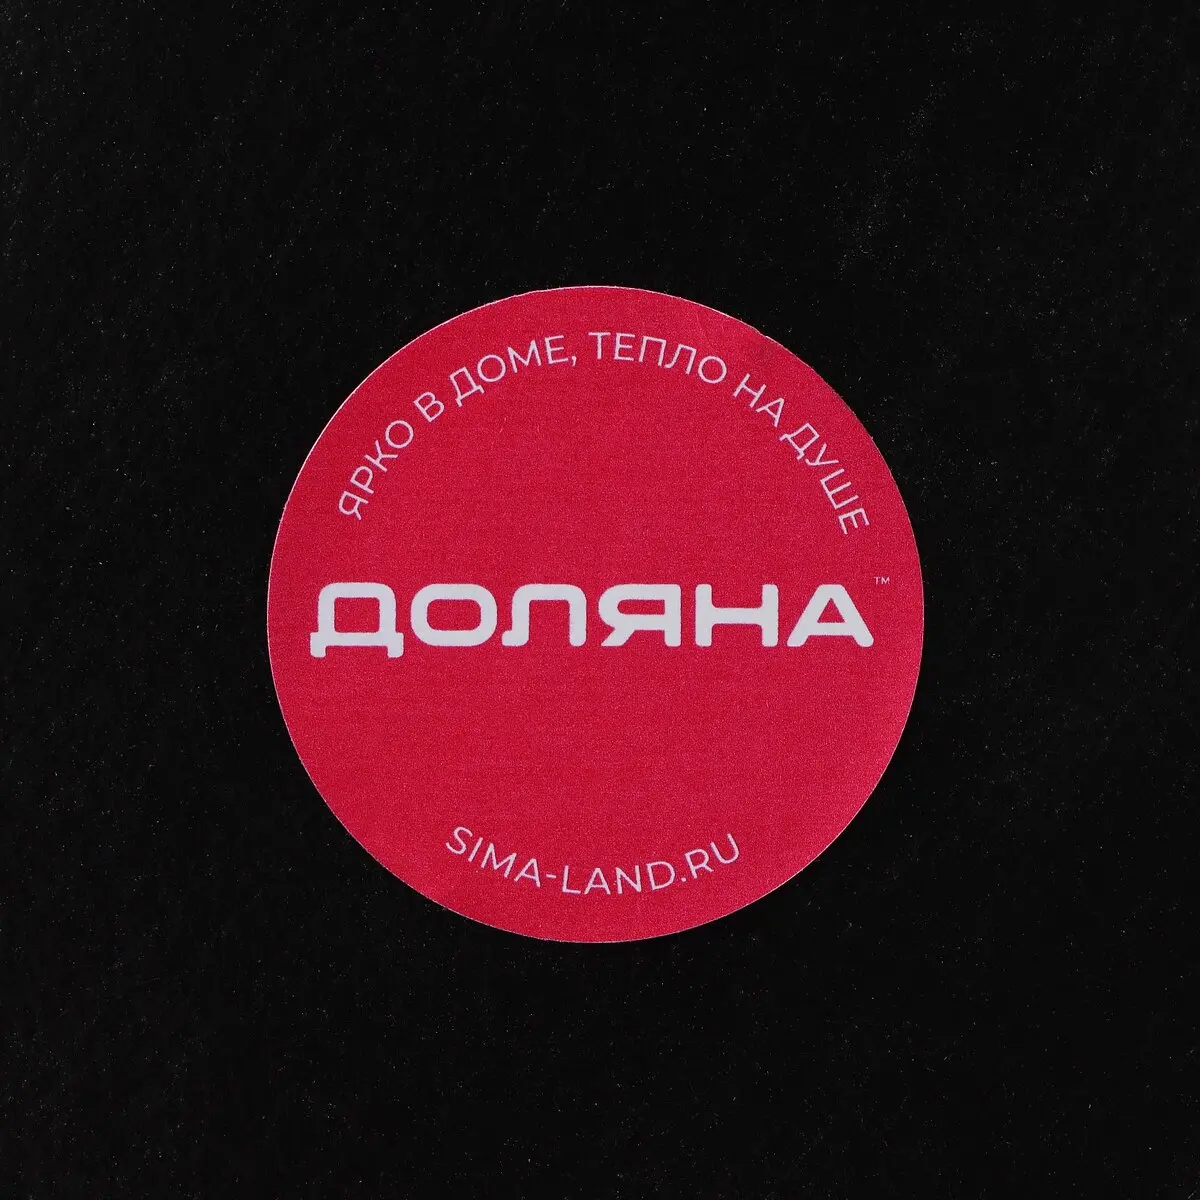 ЯРКО В ДОМЕ, ТЕПЛО НА ДУШЕ
ДОЛЯНА™
SIMA-LAND.RU